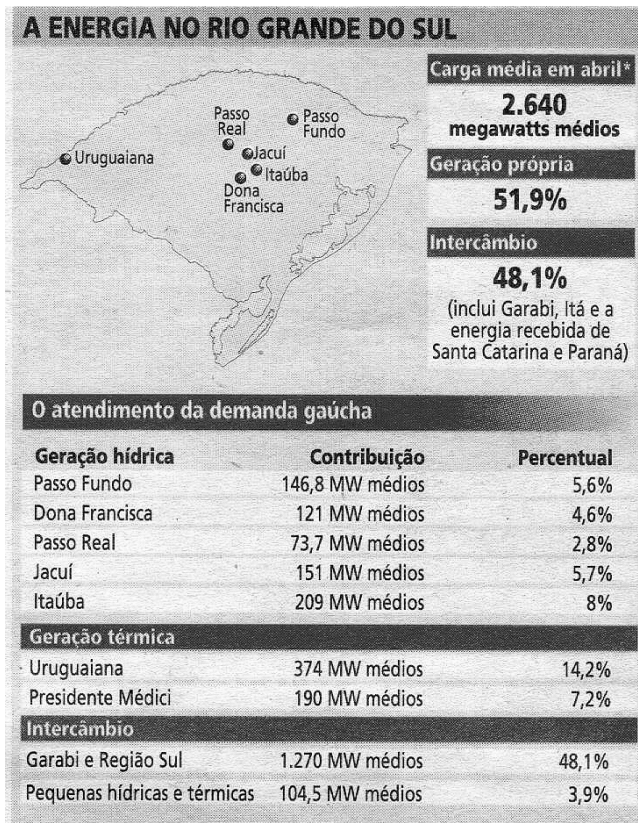 A ENERGIA NO RIO GRANDE DO SUL
Passo
Real
Passo
Fundo
Jacuí
Uruguaiana
Itaúba
Dona
Francisca
Carga média em abril*
2.640
megawatts médios
Geração própria
51,9%
Intercâmbio
48,1%
(inclui Garabi, Itá e a
energia recebida de
Santa Catarina e Paraná)
O atendimento da demanda gaúcha
Geração hídrica Contribuição Percentual
Passo Fundo 146,8 MW médios 5,6%
Dona Francisca 121 MW médios 4,6%
Passo Real 73,7 MW médios 2,8%
Jacuí 151 MW médios 5,7%
Itaúba 209 MW médios 8%
Geração térmica
Uruguaiana 374 MW médios 14,2%
Presidente Médici 190 MW médios 7,2%
Intercâmbio
Garabi e Região Sul 1.270 MW médios 48,1%
Pequenas hídricas e térmicas 104,5 MW médios 3,9%